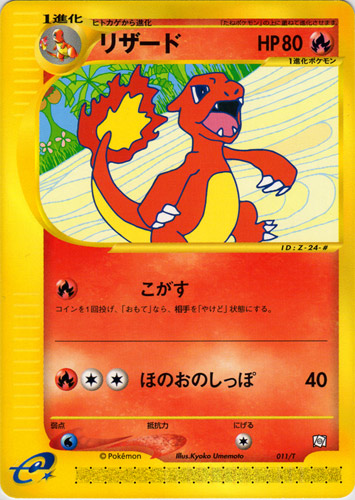 1進化
ヒトカゲから進化
「たねポケモン」の上に重ねて進化させます
リザード
HP80
1進化ポケモン
ID:Z-24-#
こがす
コインを1回投げ、「おもて」なら、相手を「やけど」状態にする。
ほのおのしっぽ 40
弱点 抵抗力 にげる
©Pokémon
Illus.Kyoko Umemoto
011/T
e